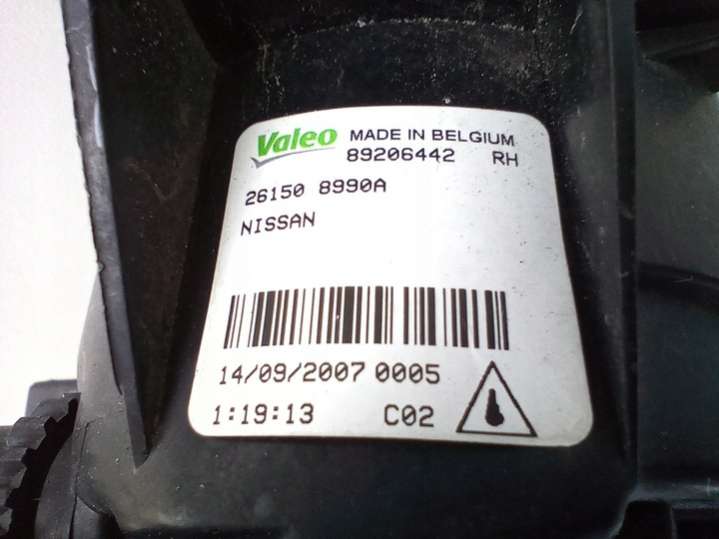 Valeo MADE IN BELGIUM
89206442 RH
26150 8990A
NISSAN
14/09/2007 0005
1:19:13 C02